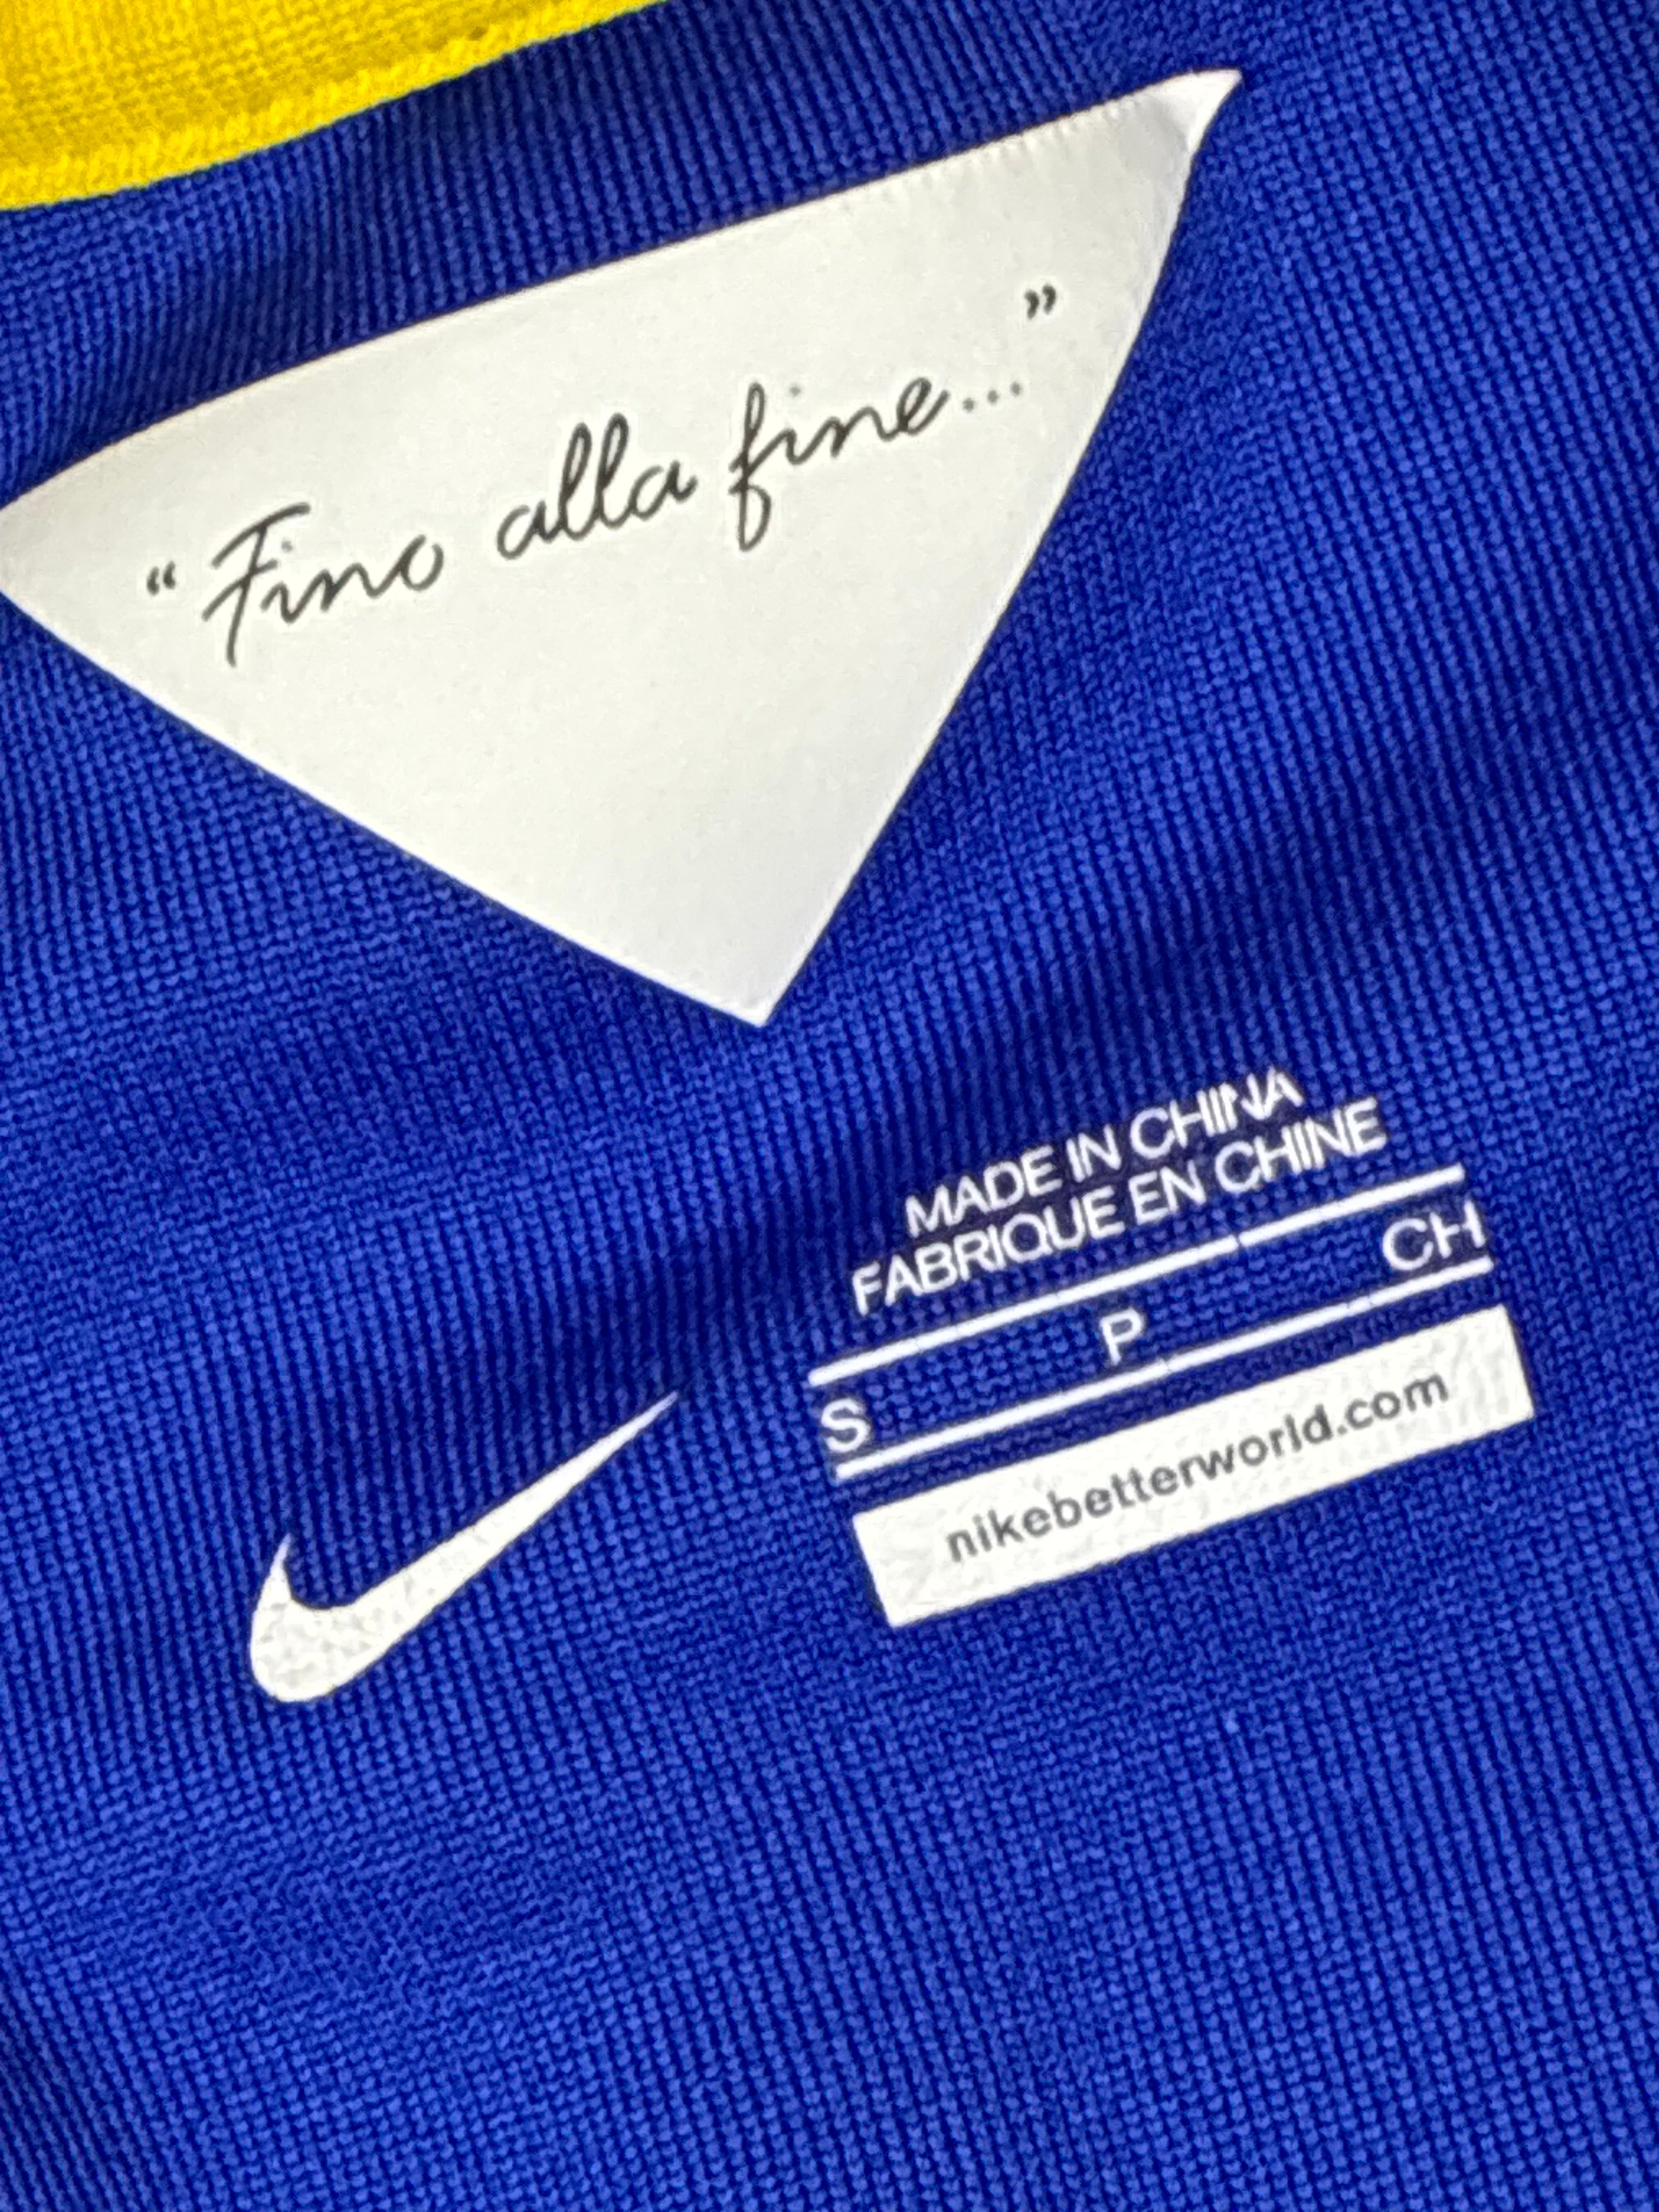 “Fino alla fine...”
MADE IN CHINA
FABRIQUE EN CHINE
S P CH
nikebetterworld.com